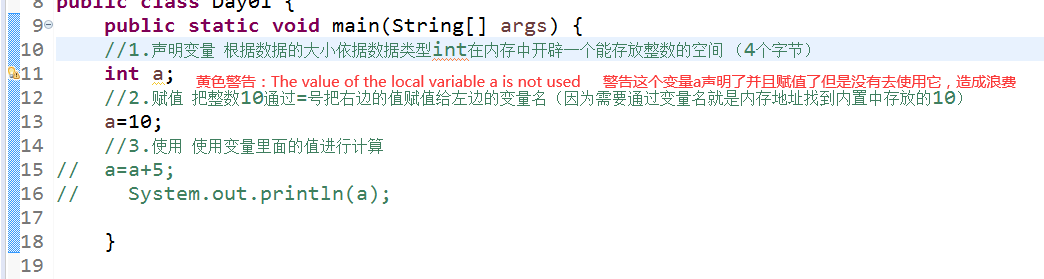 8 public class Day01 {
9 public static void main(String[] args) {
10 //1.声明变量 根据数据的大小依据数据类型int在内存中开辟一个能存放整数的空间（4个字节）
11 int a; 黄色警告：The value of the local variable a is not used 警告这个变量a声明了并且赋值了但是没有去使用它，造成浪费
12 //2.赋值 把整数10通过=号把右边的值赋值给左边的变量名（因为需要通过变量名就是内存地址找到内置中存放的10）
13 a=10;
14 //3.使用 使用变量里面的值进行计算
15 // a=a+5;
16 // System.out.println(a);
17
18 }
19